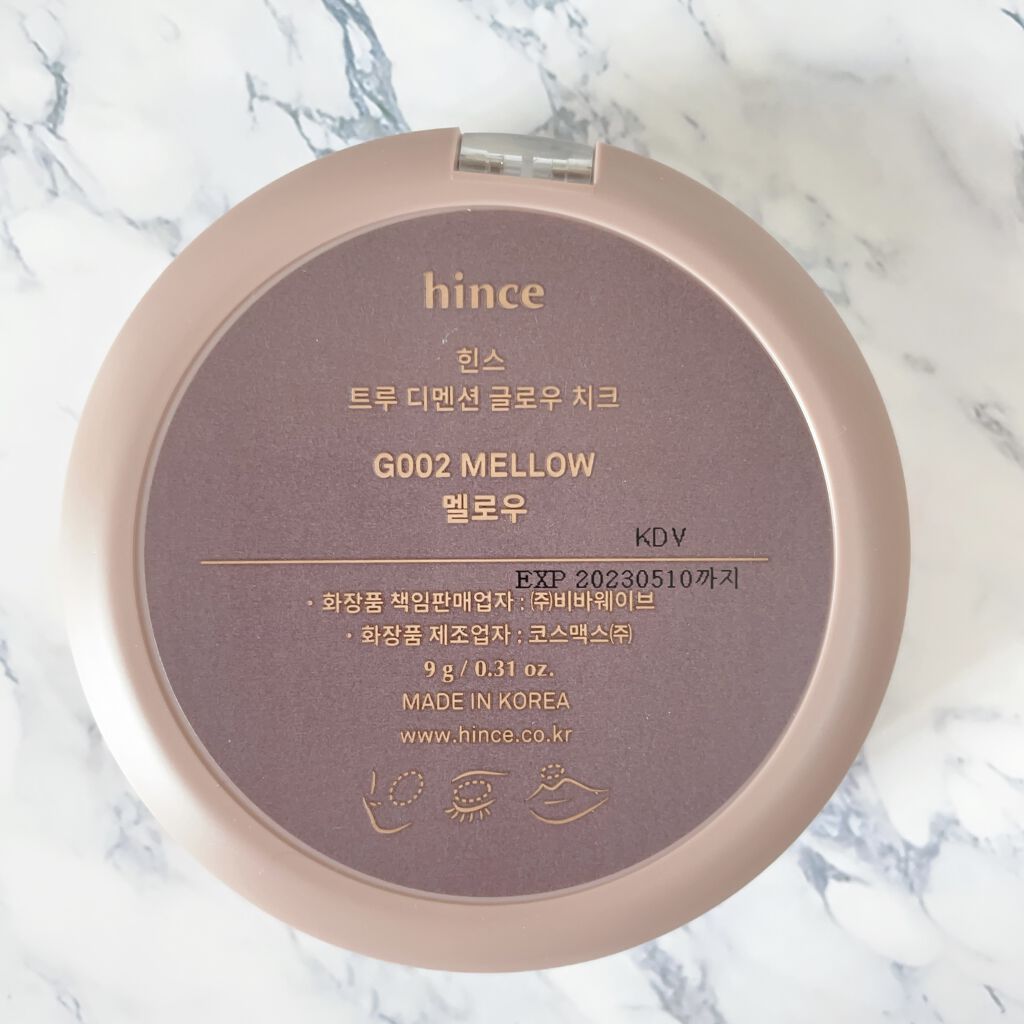 hince
힌스
트루 디멘션 글로우 치크
G002 MELLOW
멜로우
KDV
EXP 20230510까지
· 화장품 책임판매업자 : ㈜비바웨이브
· 화장품 제조업자 : 코스맥스㈜
9 g / 0.31 oz.
MADE IN KOREA
www.hince.co.kr